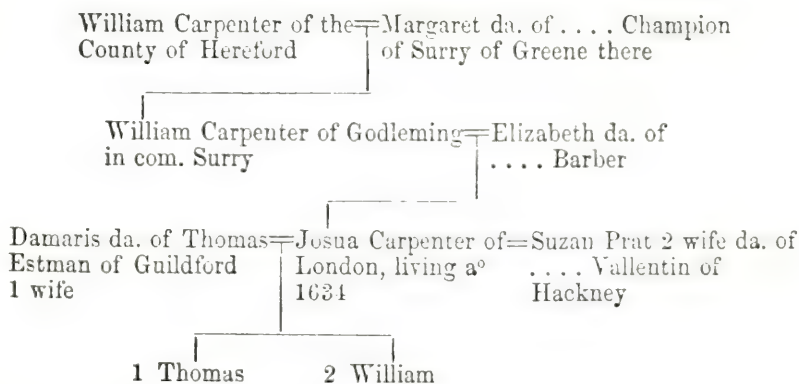 William Carpenter of the=Margaret da. of .... Champion
County of Hereford of Surry of Greene there
William Carpenter of Godleming=Elizabeth da. of
in com. Surry .... Barber
Damaris da. of Thomas=Josua Carpenter of=Suzan Prat 2 wife da. of
Estman of Guildford London, living aº .... Vallentin of
1 wife 1634 Hackney
1 Thomas 2 William